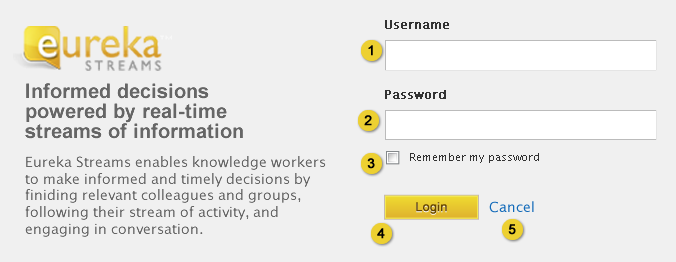 eureka
STREAMS
Informed decisions
powered by real-time
streams of information
Eureka Streams enables knowledge workers
to make informed and timely decisions by
finiding relevant colleagues and groups,
following their stream of activity, and
engaging in conversation.
Username
1
Password
2
3 Remember my password
Login Cancel
4 5